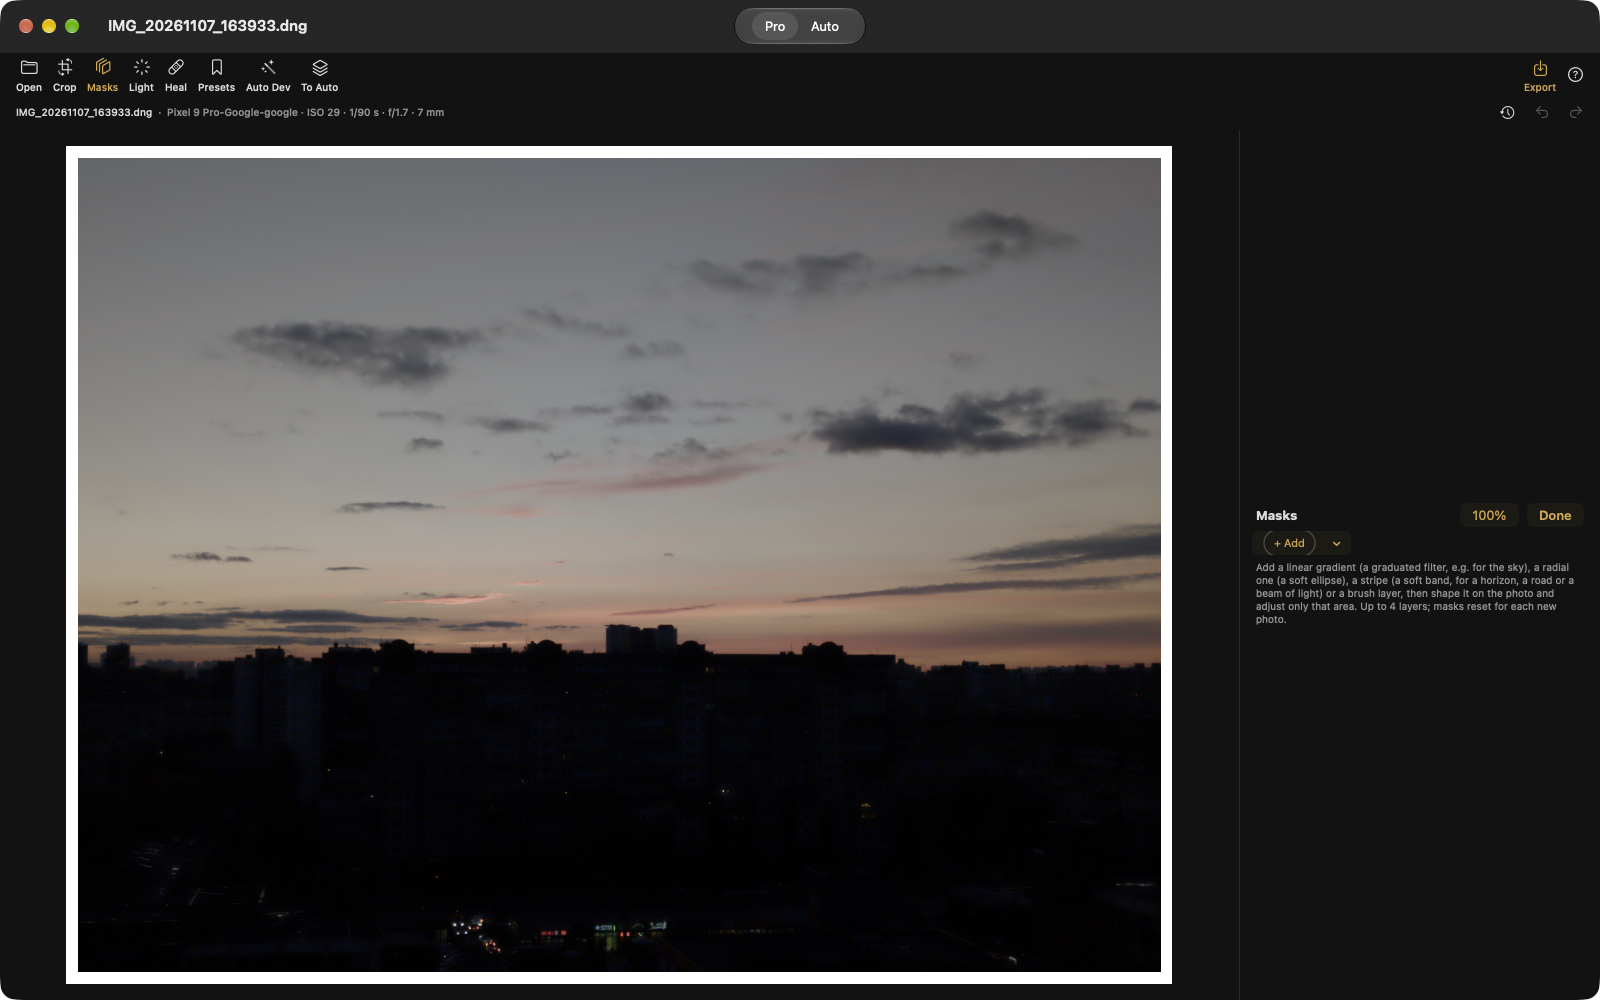 IMG_20261107_163933.dng
Pro
Auto
Open
Crop
Masks
Light
Heal
Presets
Auto Dev
To Auto
Export
IMG_20261107_163933.dng · Pixel 9 Pro-Google-google · ISO 29 · 1/90 s · f/1.7 · 7 mm
Masks
100%
Done
+ Add
Add a linear gradient (a graduated filter, e.g. for the sky), a radial
one (a soft ellipse), a stripe (a soft band, for a horizon, a road or a
beam of light) or a brush layer, then shape it on the photo and
adjust only that area. Up to 4 layers; masks reset for each new
photo.